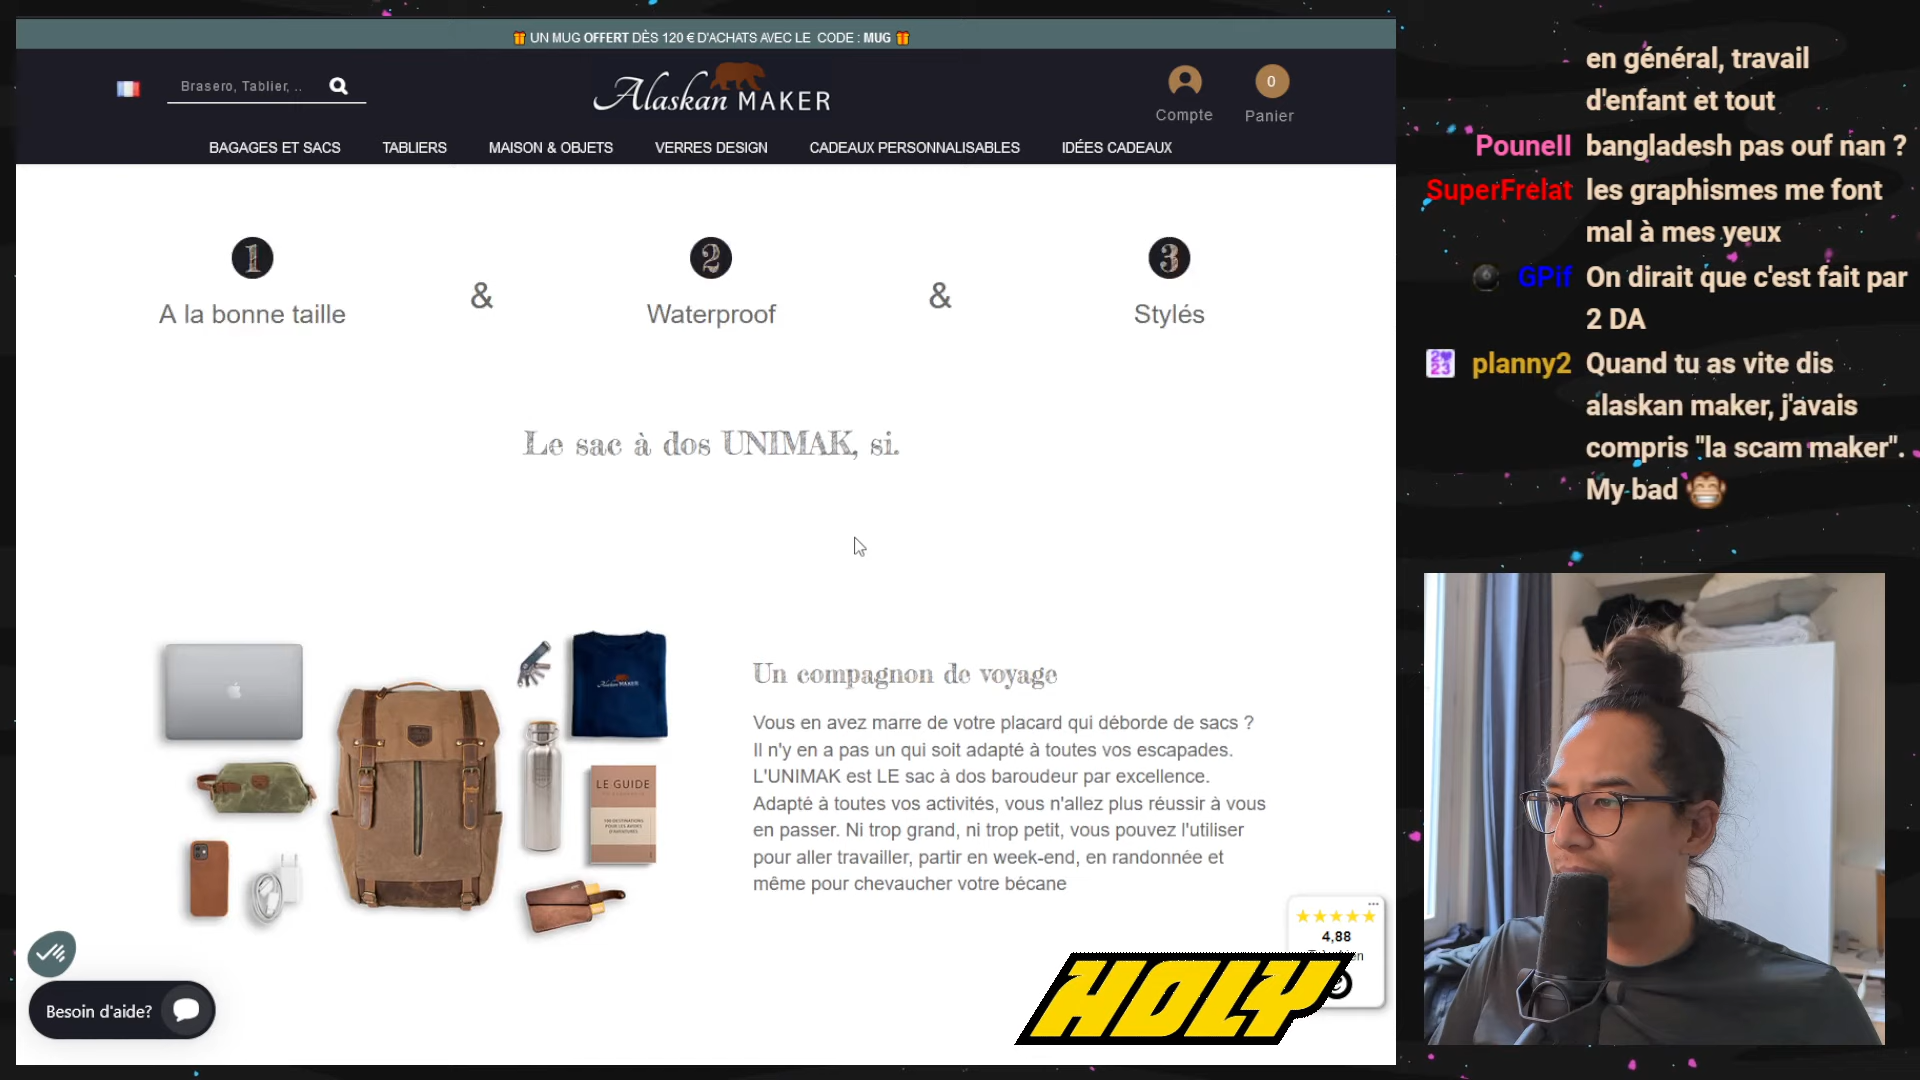 🎁 UN MUG OFFERT DÈS 120 € D'ACHATS AVEC LE CODE : MUG 🎁
Brasero, Tablier, ..
Alaskan MAKER
Compte
0
Panier
BAGAGES ET SACS
TABLIERS
MAISON & OBJETS
VERRES DESIGN
CADEAUX PERSONNALISABLES
IDÉES CADEAUX
1
A la bonne taille
&
2
Waterproof
&
3
Stylés
Le sac à dos UNIMAK, si.
Alaskan MAKER
LE GUIDE
Un compagnon de voyage
Vous en avez marre de votre placard qui déborde de sacs ?
Il n'y en a pas un qui soit adapté à toutes vos escapades.
L'UNIMAK est LE sac à dos baroudeur par excellence.
Adapté à toutes vos activités, vous n'allez plus réussir à vous
en passer. Ni trop grand, ni trop petit, vous pouvez l'utiliser
pour aller travailler, partir en week-end, en randonnée et
même pour chevaucher votre bécane
Besoin d'aide?
4,88
HOLY
en général, travail
d'enfant et tout
Pounell bangladesh pas ouf nan ?
SuperFrelat les graphismes me font
mal à mes yeux
GPif On dirait que c'est fait par
2 DA
planny2 Quand tu as vite dis
alaskan maker, j'avais
compris "la scam maker".
My bad